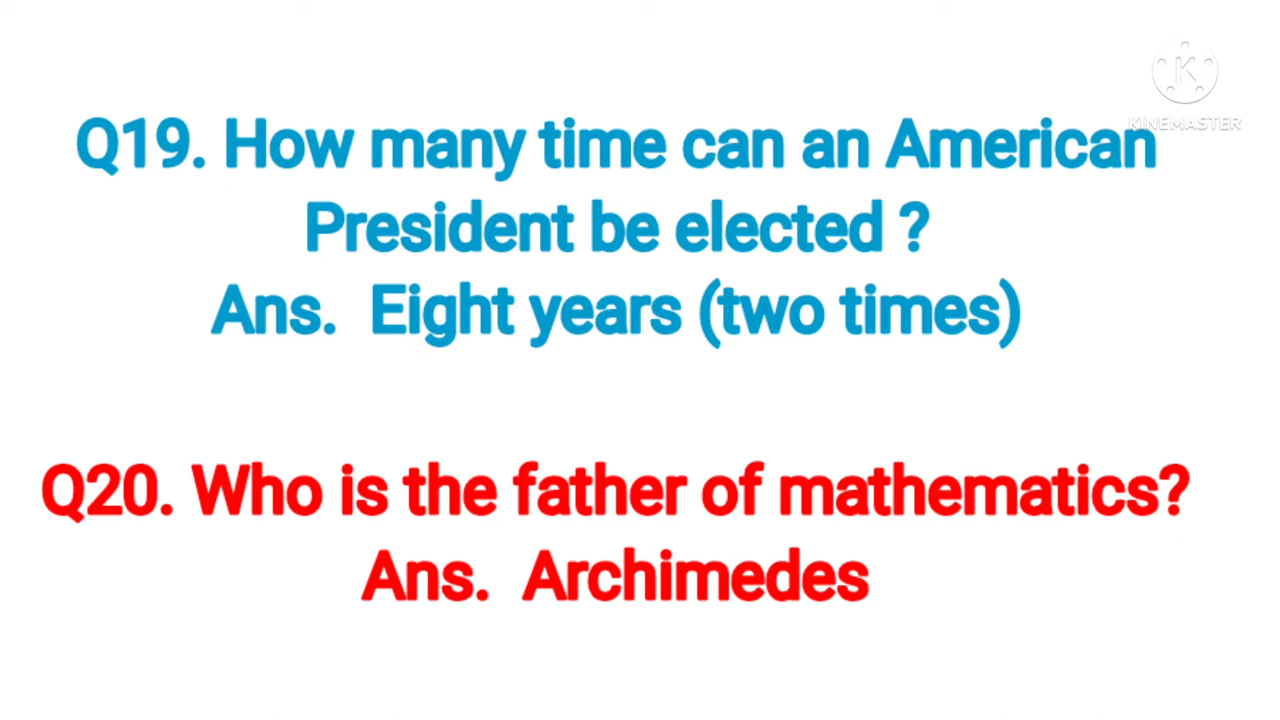 KINEMASTER
Q19. How many time can an American
President be elected ?
Ans. Eight years (two times)
Q20. Who is the father of mathematics?
Ans. Archimedes